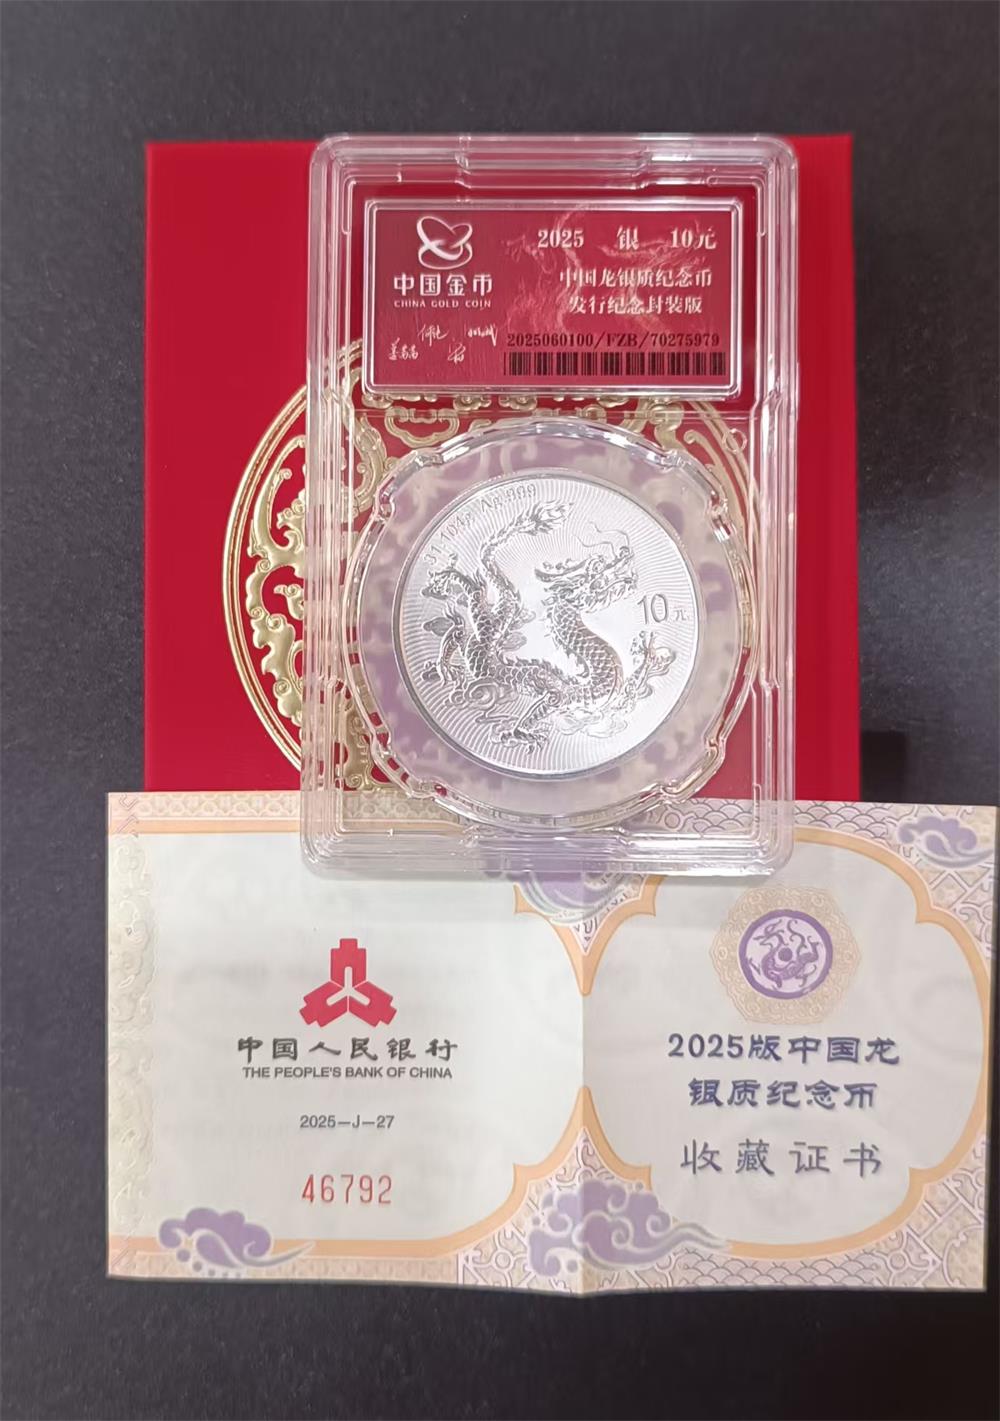 中国金币
CHINA GOLD COIN
2025 银 10元
中国龙银质纪念币
发行纪念封装版
2025060100/FZB/70275979
31.104g Ag.999
10元
中国人民银行
THE PEOPLE'S BANK OF CHINA
2025-J-27
46792
2025版中国龙
银质纪念币
收藏证书